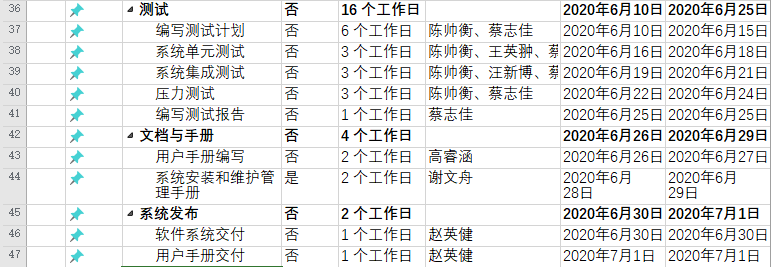 36 测试 否 16 个工作日 2020年6月10日 2020年6月25日
37 编写测试计划 否 6 个工作日 陈帅衡、蔡志佳 2020年6月10日 2020年6月15日
38 系统单元测试 否 3 个工作日 陈帅衡、王英翀、蔡 2020年6月16日 2020年6月18日
39 系统集成测试 否 3 个工作日 陈帅衡、汪新博、蔡 2020年6月19日 2020年6月21日
40 压力测试 否 3 个工作日 陈帅衡、蔡志佳 2020年6月22日 2020年6月24日
41 编写测试报告 否 1 个工作日 蔡志佳 2020年6月25日 2020年6月25日
42 文档与手册 否 4 个工作日 2020年6月26日 2020年6月29日
43 用户手册编写 否 2 个工作日 高睿涵 2020年6月26日 2020年6月27日
44 系统安装和维护管 是 2 个工作日 谢文舟 2020年6月 2020年6月
理手册 28日 29日
45 系统发布 否 2 个工作日 2020年6月30日 2020年7月1日
46 软件系统交付 否 1 个工作日 赵英健 2020年6月30日 2020年6月30日
47 用户手册交付 否 1 个工作日 赵英健 2020年7月1日 2020年7月1日